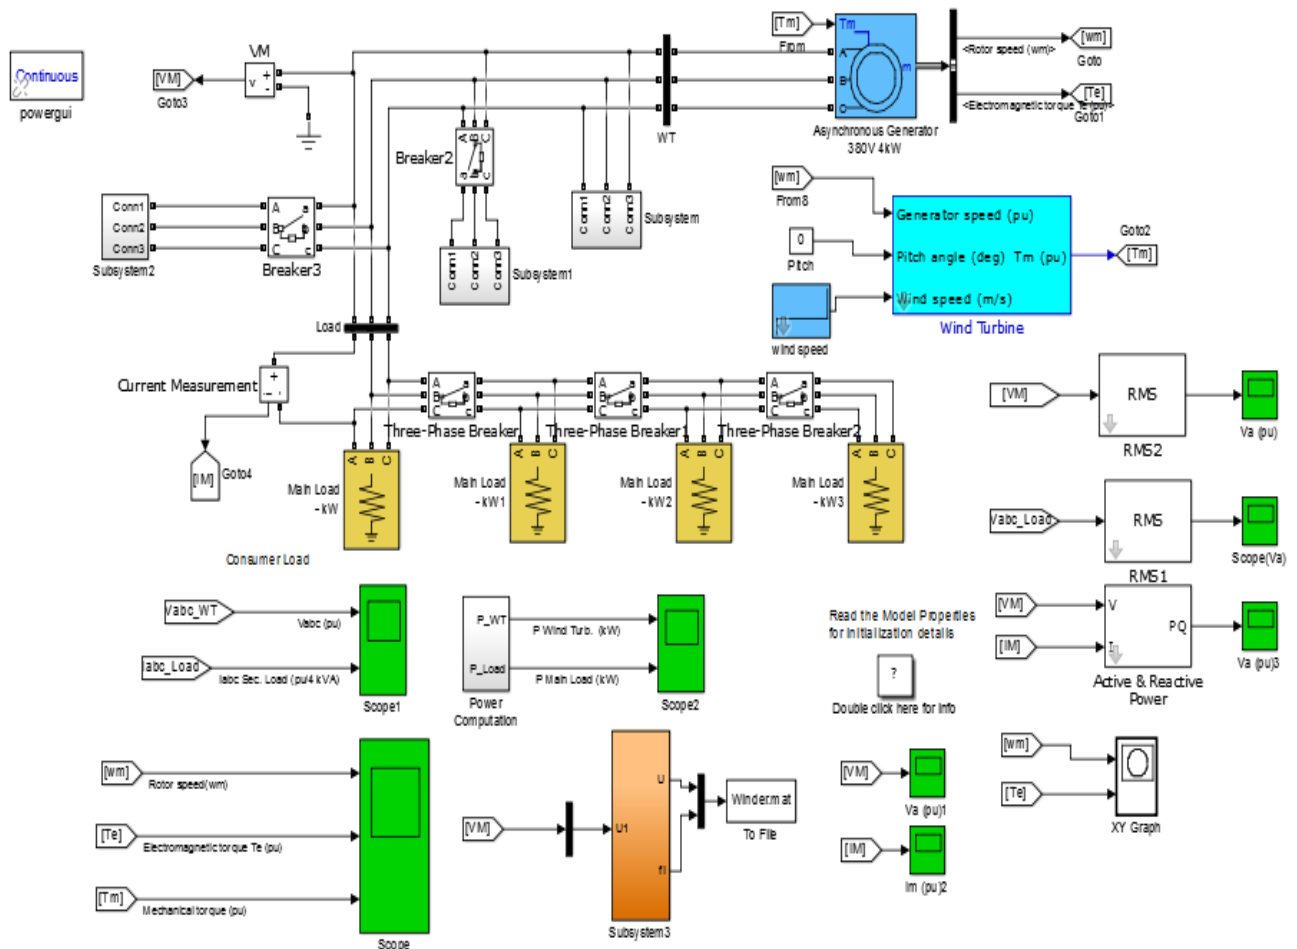 Continuous
powergui
[VM]
Goto3
VM
v
+
-
[Tm]
From
Tm
A
B
C
m
Asynchronous Generator
380V 4kW
<Rotor speed (wm)>
[wm]
Goto
<Electromagnetic torque Te (pu)>
[Te]
Goto1
WT
Breaker2
A
B
C
a
b
c
Conn1
Conn2
Conn3
Subsystem
Conn1
Conn2
Conn3
Subsystem1
Conn1
Conn2
Conn3
Subsystem2
A
B
C
a
b
c
Breaker3
[wm]
From8
0
Pitch
wind speed
Generator speed (pu)
Pitch angle (deg) Tm (pu)
Wind speed (m/s)
Wind Turbine
Goto2
[Tm]
Load
Current Measurement
+
-
[IM]
Goto4
A
B
C
a
b
c
Three-Phase Breaker
A
B
C
a
b
c
Three-Phase Breaker1
A
B
C
a
b
c
Three-Phase Breaker2
A
B
C
Main Load
- kW
A
B
C
Main Load
- kW1
A
B
C
Main Load
- kW2
A
B
C
Main Load
- kW3
Consumer Load
[VM]
RMS
RMS2
Va (pu)
Vabc_Load
RMS
RMS1
Scope(Va)
[VM]
[IM]
V
I
PQ
Active & Reactive
Power
Va (pu)3
Vabc_WT
Vabc (pu)
Iabc_Load
Iabc Sec. Load (pu/4 kVA)
Scope1
P_WT
P_Load
Power
Computation
P Wind Turb. (kW)
P Main Load (kW)
Scope2
Read the Model Properties
for initialization details
?
Double click here for info
[wm]
Rotor speed(wm)
[Te]
Electromagnetic torque Te (pu)
[Tm]
Mechanical torque (pu)
Scope
[VM]
U1
U
fi
Subsystem3
Winder.mat
To File
[VM]
Va (pu)1
[IM]
Im (pu)2
[wm]
[Te]
XY Graph